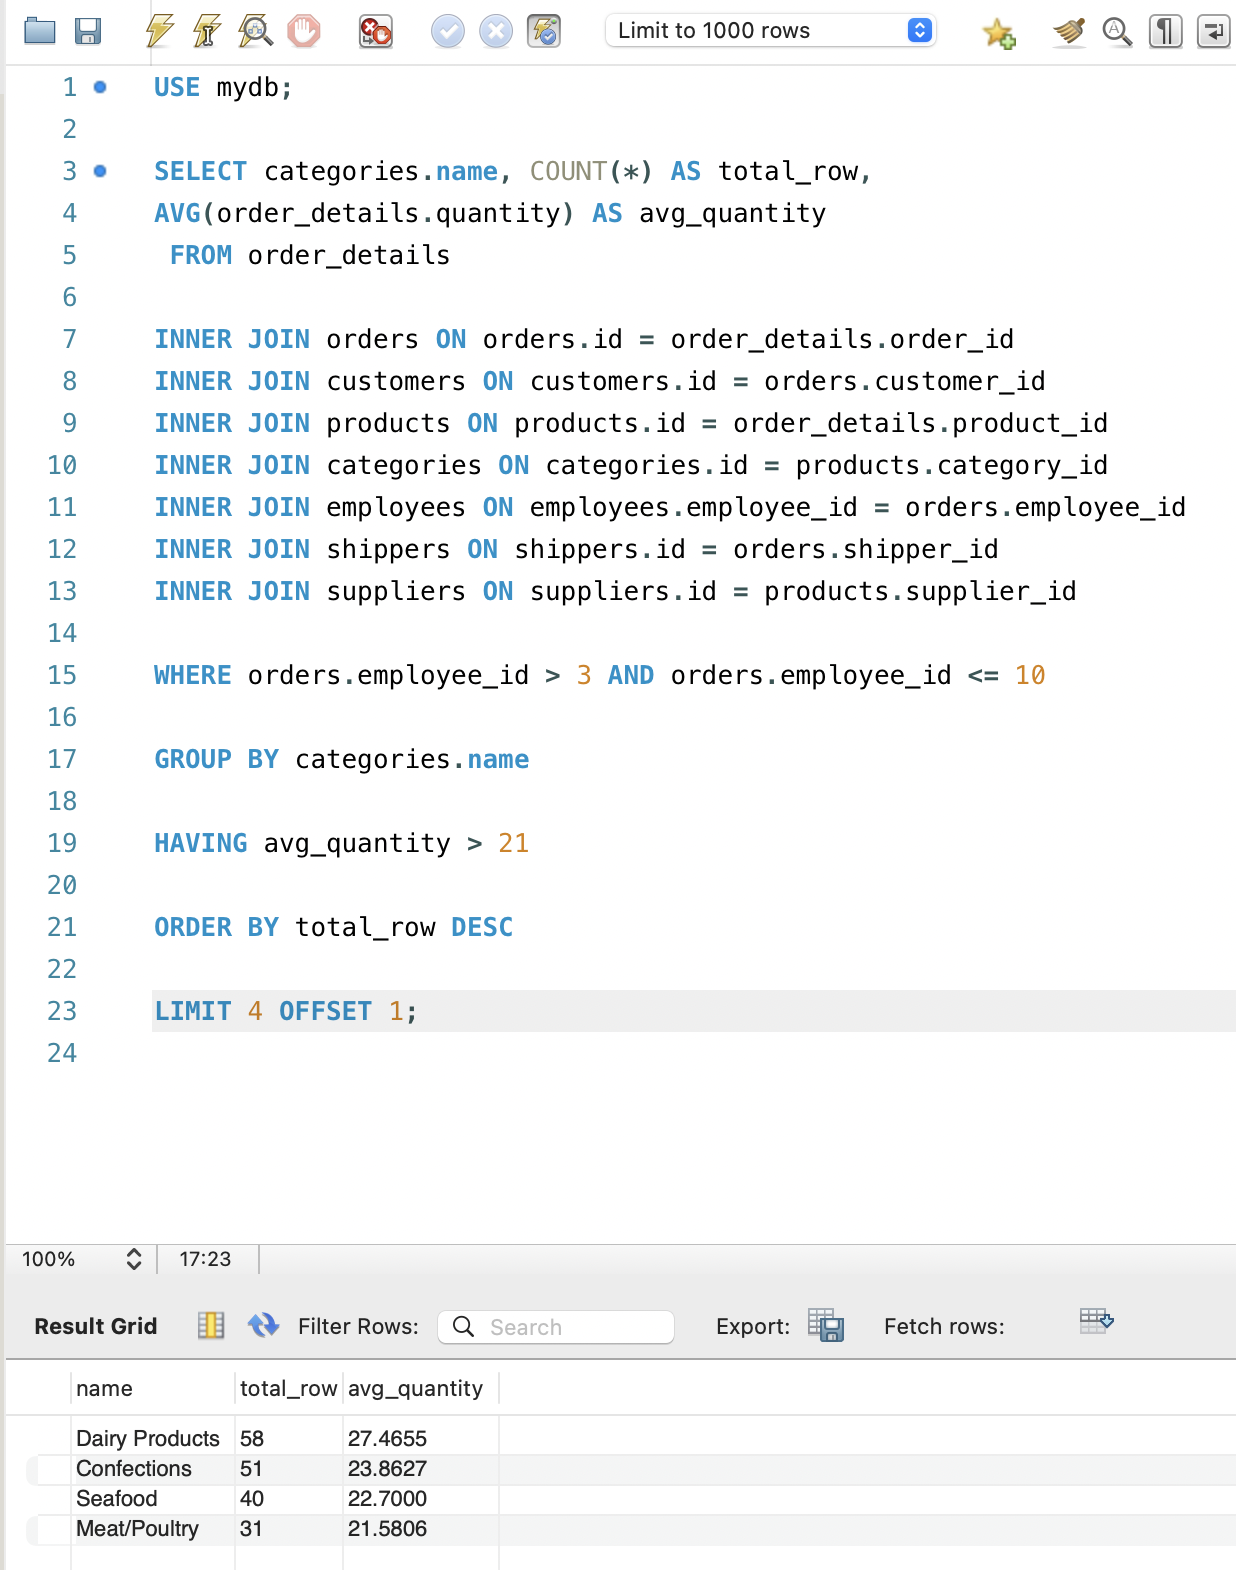 Limit to 1000 rows
1 USE mydb;
2
3 SELECT categories.name, COUNT(*) AS total_row,
4 AVG(order_details.quantity) AS avg_quantity
5 FROM order_details
6
7 INNER JOIN orders ON orders.id = order_details.order_id
8 INNER JOIN customers ON customers.id = orders.customer_id
9 INNER JOIN products ON products.id = order_details.product_id
10 INNER JOIN categories ON categories.id = products.category_id
11 INNER JOIN employees ON employees.employee_id = orders.employee_id
12 INNER JOIN shippers ON shippers.id = orders.shipper_id
13 INNER JOIN suppliers ON suppliers.id = products.supplier_id
14
15 WHERE orders.employee_id > 3 AND orders.employee_id <= 10
16
17 GROUP BY categories.name
18
19 HAVING avg_quantity > 21
20
21 ORDER BY total_row DESC
22
23 LIMIT 4 OFFSET 1;
24
100% 17:23
Result Grid Filter Rows: Search Export: Fetch rows:
name total_row avg_quantity
Dairy Products 58 27.4655
Confections 51 23.8627
Seafood 40 22.7000
Meat/Poultry 31 21.5806